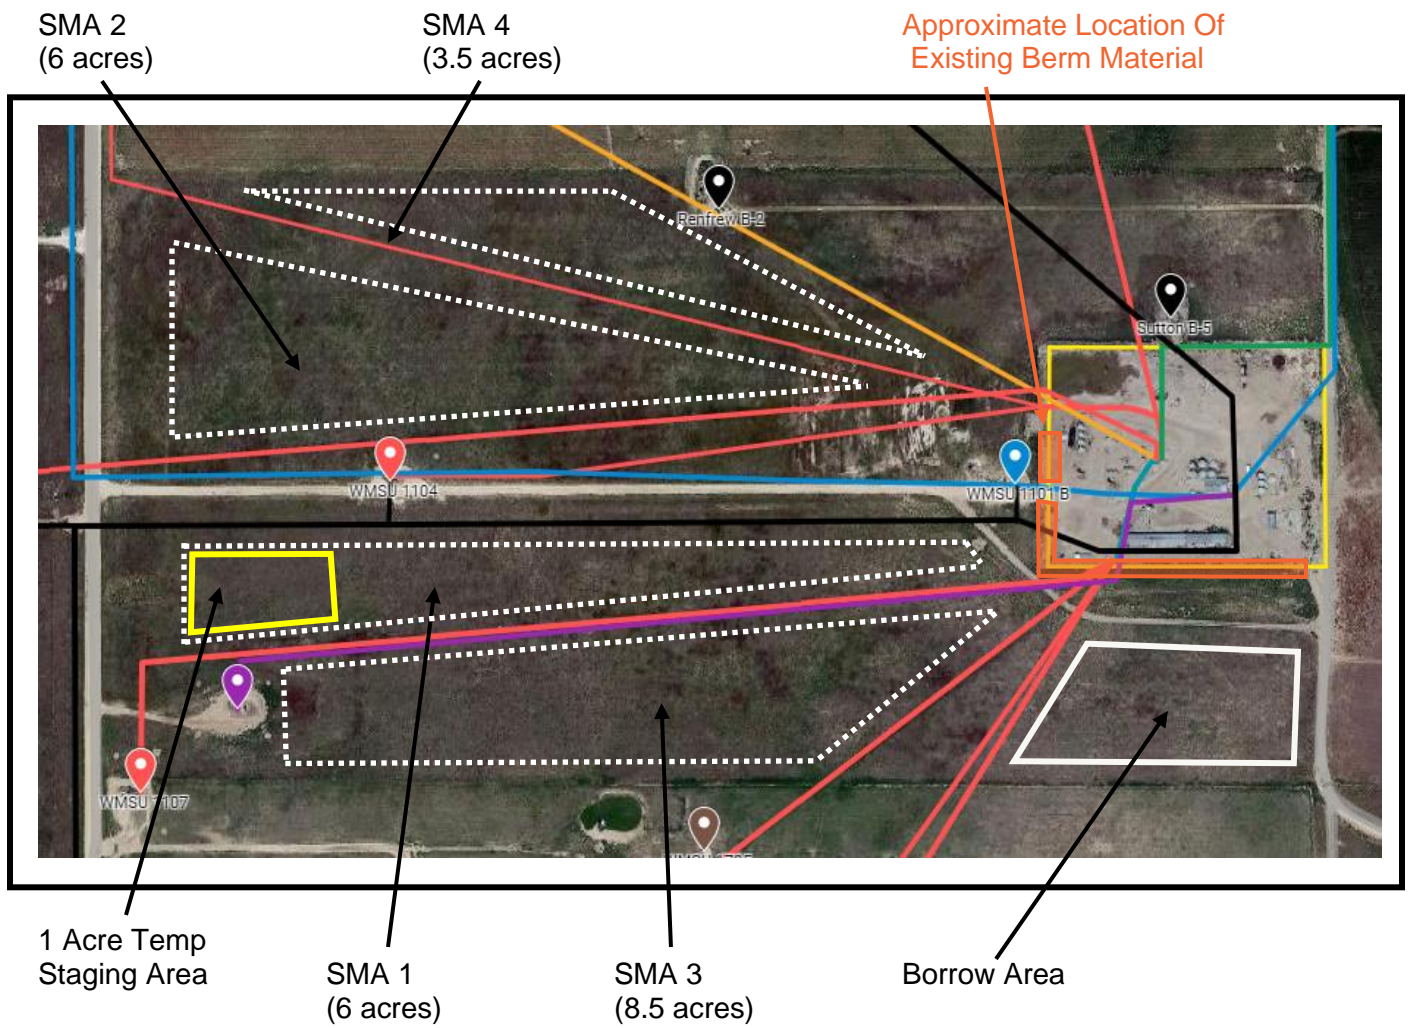 SMA 2
(6 acres)
SMA 4
(3.5 acres)
Approximate Location Of
Existing Berm Material
Renfrew B-2
Sutton B-5
WMSU 1104
WMSU 1101 B
WMSU 1107
1 Acre Temp
Staging Area
SMA 1
(6 acres)
SMA 3
(8.5 acres)
Borrow Area